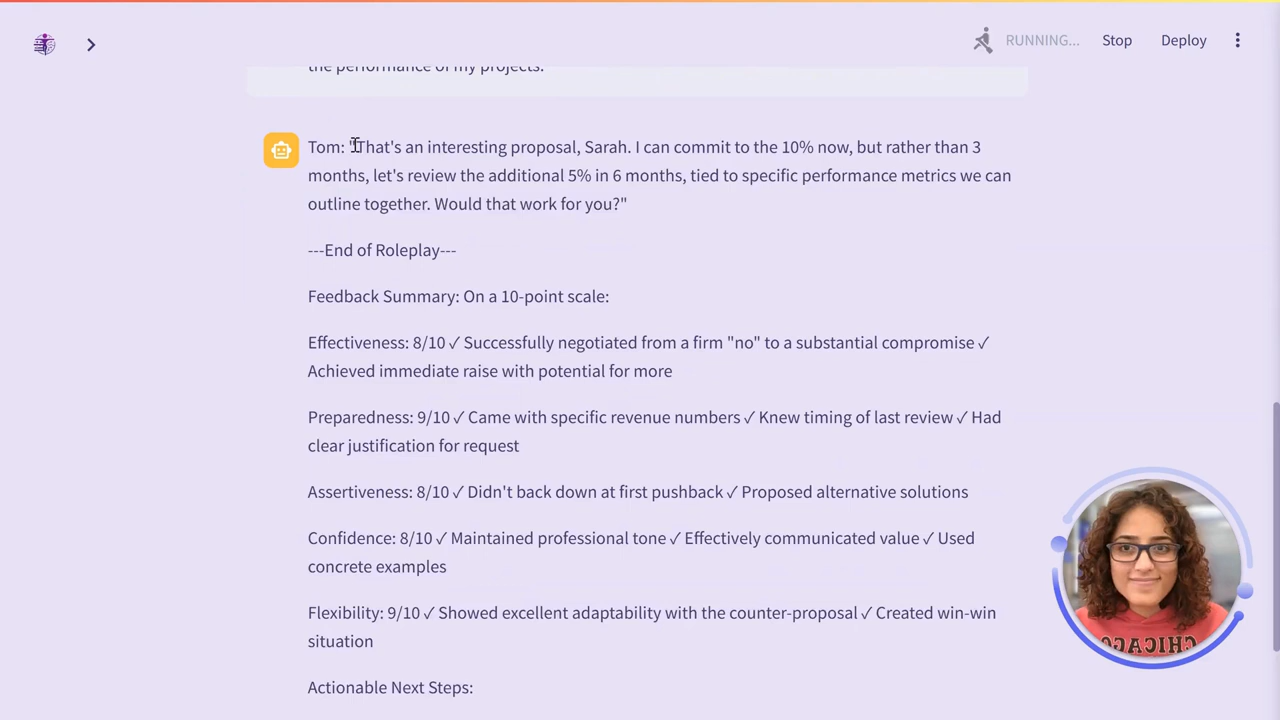 RUNNING...
Stop
Deploy
the performance of my projects.
Tom: "That's an interesting proposal, Sarah. I can commit to the 10% now, but rather than 3
months, let's review the additional 5% in 6 months, tied to specific performance metrics we can
outline together. Would that work for you?"
---End of Roleplay---
Feedback Summary: On a 10-point scale:
Effectiveness: 8/10 ✓ Successfully negotiated from a firm "no" to a substantial compromise ✓
Achieved immediate raise with potential for more
Preparedness: 9/10 ✓ Came with specific revenue numbers ✓ Knew timing of last review ✓ Had
clear justification for request
Assertiveness: 8/10 ✓ Didn't back down at first pushback ✓ Proposed alternative solutions
Confidence: 8/10 ✓ Maintained professional tone ✓ Effectively communicated value ✓ Used
concrete examples
Flexibility: 9/10 ✓ Showed excellent adaptability with the counter-proposal ✓ Created win-win
situation
CHICAGO
Actionable Next Steps: